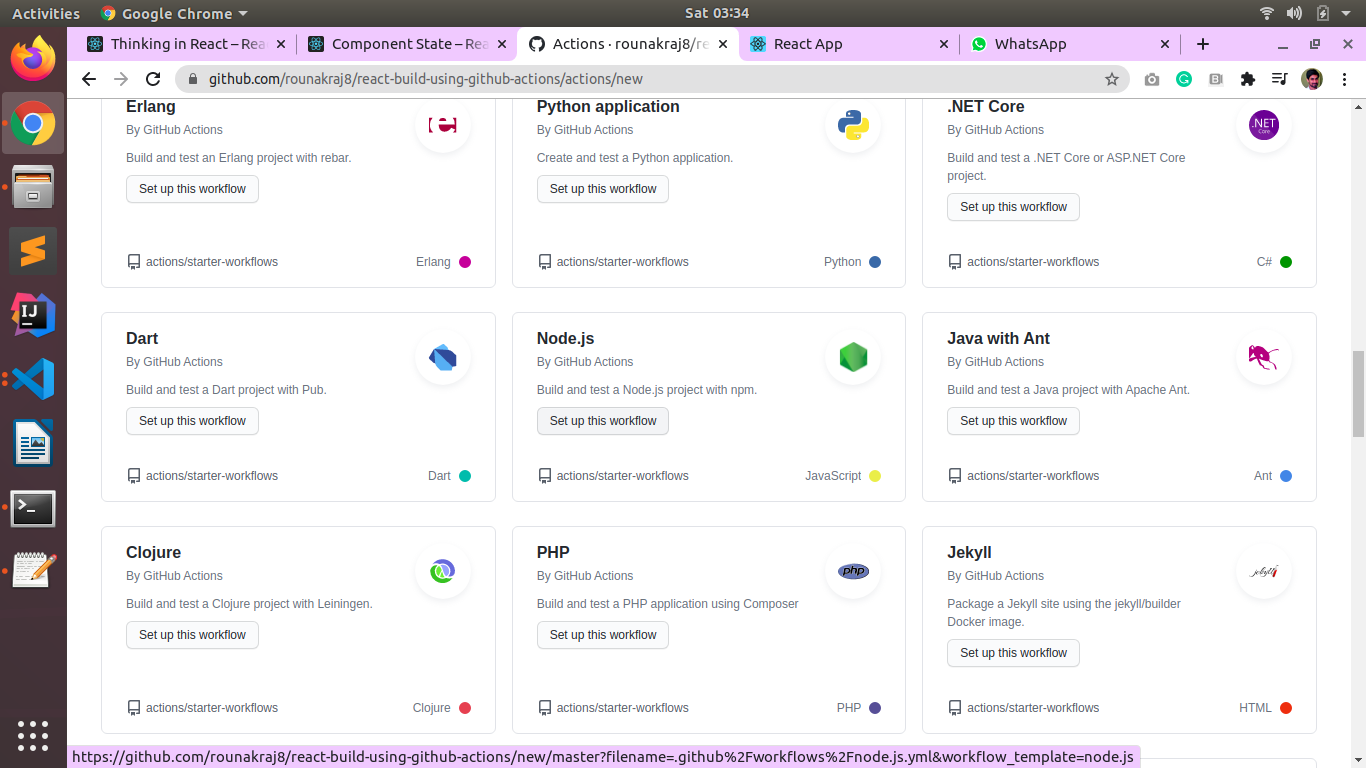 Activities
Google Chrome
Sat 03:34
Thinking in React – Rea
Component State – Rea
Actions · rounakraj8/re
React App
WhatsApp
github.com/rounakraj8/react-build-using-github-actions/actions/new
Erlang
By GitHub Actions
Build and test an Erlang project with rebar.
Set up this workflow
actions/starter-workflows
Erlang
Python application
By GitHub Actions
Create and test a Python application.
Set up this workflow
actions/starter-workflows
Python
.NET Core
By GitHub Actions
.NET
Core
Build and test a .NET Core or ASP.NET Core
project.
Set up this workflow
actions/starter-workflows
C#
Dart
By GitHub Actions
Build and test a Dart project with Pub.
Set up this workflow
actions/starter-workflows
Dart
Node.js
By GitHub Actions
Build and test a Node.js project with npm.
Set up this workflow
actions/starter-workflows
JavaScript
Java with Ant
By GitHub Actions
Build and test a Java project with Apache Ant.
Set up this workflow
actions/starter-workflows
Ant
Clojure
By GitHub Actions
Build and test a Clojure project with Leiningen.
Set up this workflow
actions/starter-workflows
Clojure
PHP
By GitHub Actions
php
Build and test a PHP application using Composer
Set up this workflow
actions/starter-workflows
PHP
Jekyll
By GitHub Actions
jekyll
Package a Jekyll site using the jekyll/builder
Docker image.
Set up this workflow
actions/starter-workflows
HTML
IJ
https://github.com/rounakraj8/react-build-using-github-actions/new/master?filename=.github%2Fworkflows%2Fnode.js.yml&workflow_template=node.js